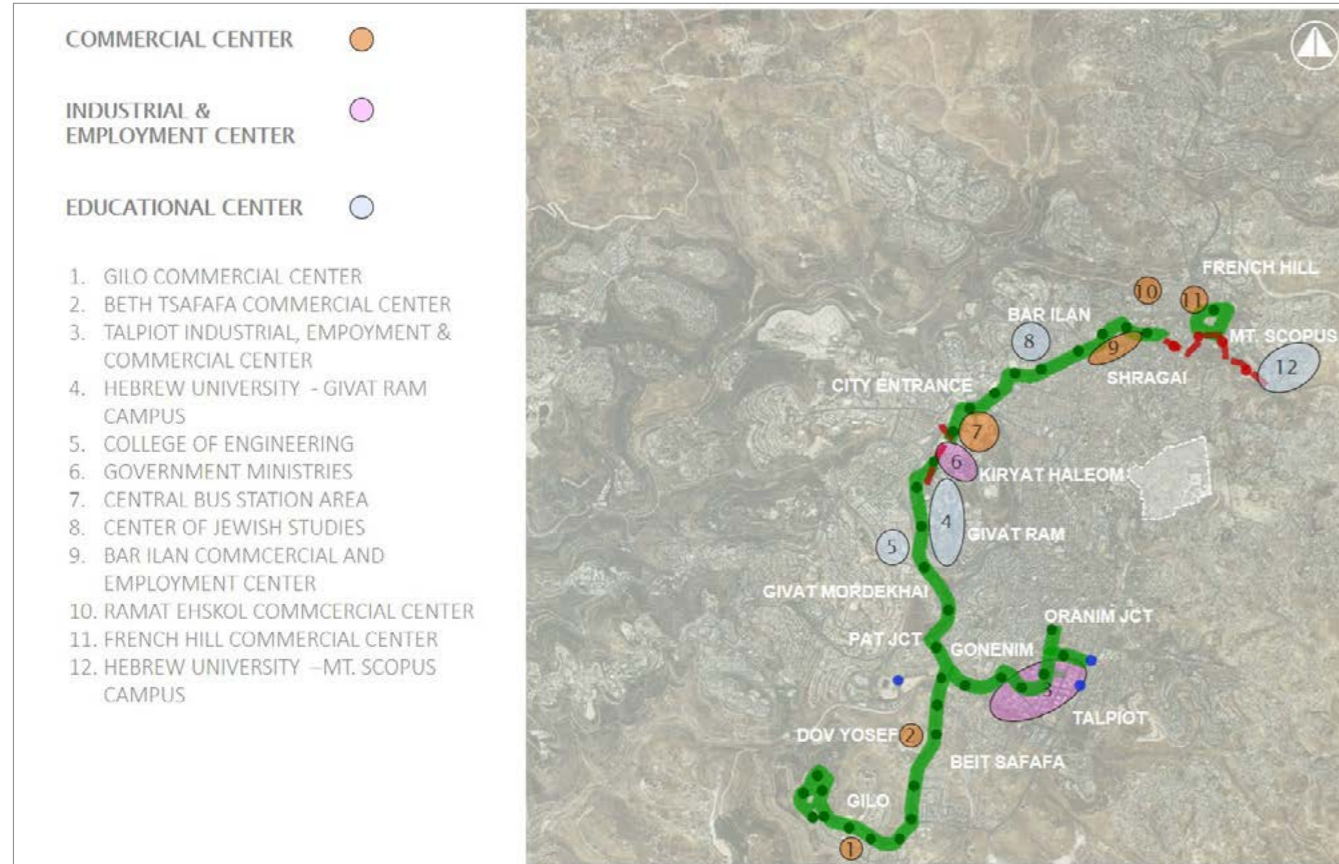 COMMERCIAL CENTER
INDUSTRIAL &
EMPLOYMENT CENTER
EDUCATIONAL CENTER
1. GILO COMMERCIAL CENTER
2. BETH TSAFAFA COMMERCIAL CENTER
3. TALPIOT INDUSTRIAL, EMPOYMENT &
COMMERCIAL CENTER
4. HEBREW UNIVERSITY - GIVAT RAM
CAMPUS
5. COLLEGE OF ENGINEERING
6. GOVERNMENT MINISTRIES
7. CENTRAL BUS STATION AREA
8. CENTER OF JEWISH STUDIES
9. BAR ILAN COMMCERCIAL AND
EMPLOYMENT CENTER
10. RAMAT EHSKOL COMMCERCIAL CENTER
11. FRENCH HILL COMMERCIAL CENTER
12. HEBREW UNIVERSITY –MT. SCOPUS
CAMPUS
FRENCH HILL
10
11
BAR ILAN
MT. SCOPUS
8
9
12
SHRAGAI
CITY ENTRANCE
7
6
KIRYAT HALEOM
4
GIVAT RAM
5
GIVAT MORDEKHAI
ORANIM JCT
PAT JCT
GONENIM
3
TALPIOT
DOV YOSEF
2
BEIT SAFAFA
GILO
1